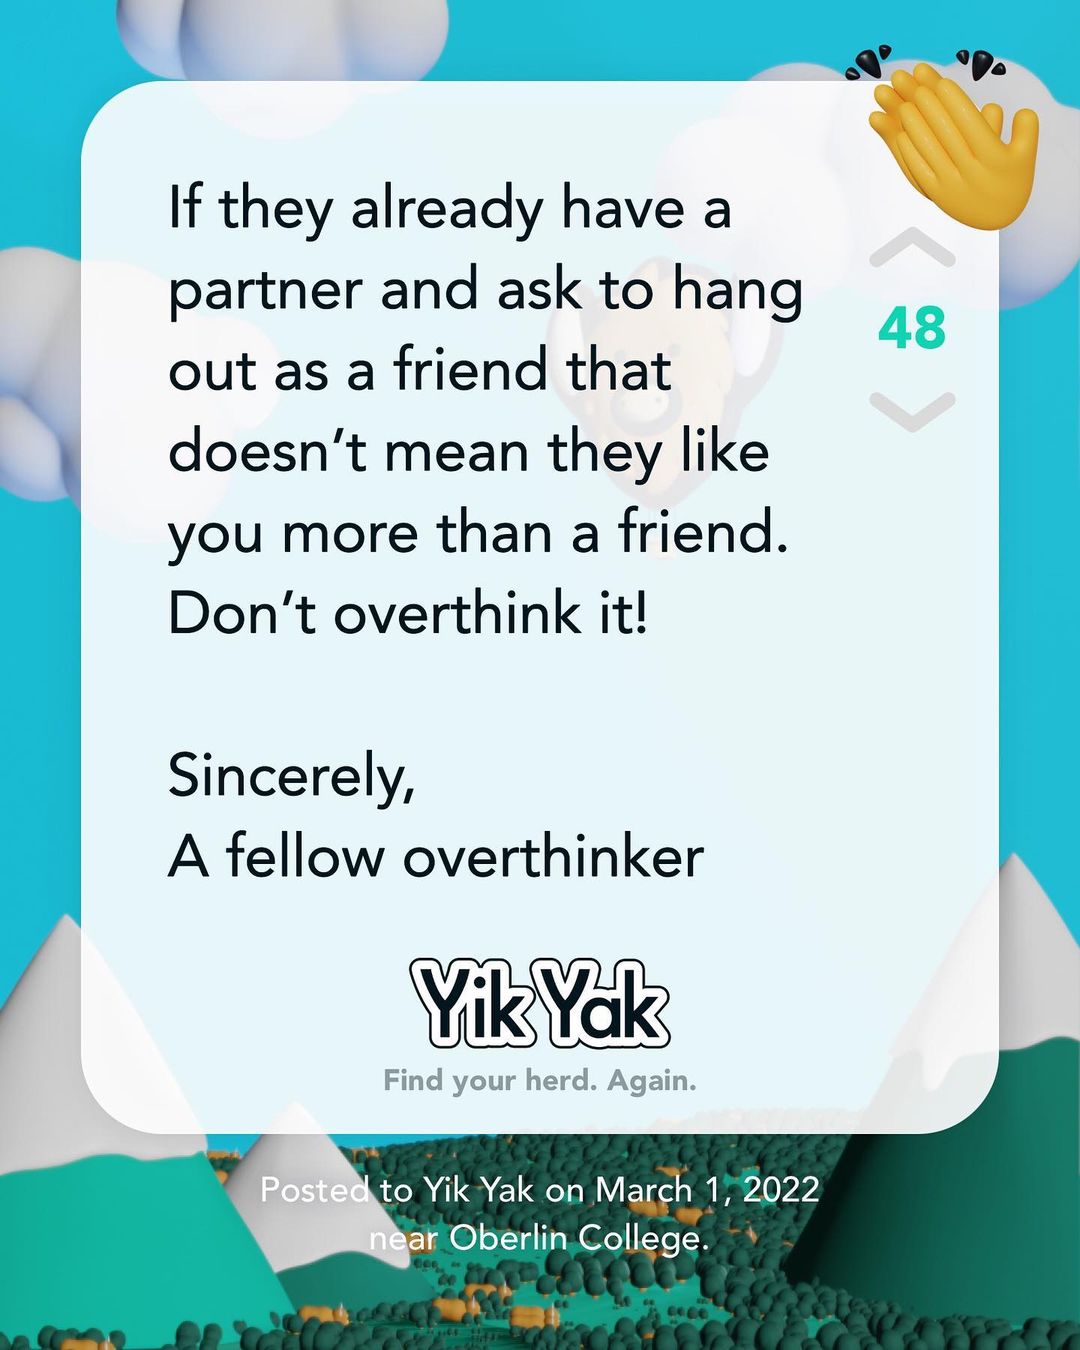 If they already have a
partner and ask to hang
out as a friend that
doesn’t mean they like
you more than a friend.
Don’t overthink it!
48
Sincerely,
A fellow overthinker
Yik Yak
Find your herd. Again.
Posted to Yik Yak on March 1, 2022
near Oberlin College.